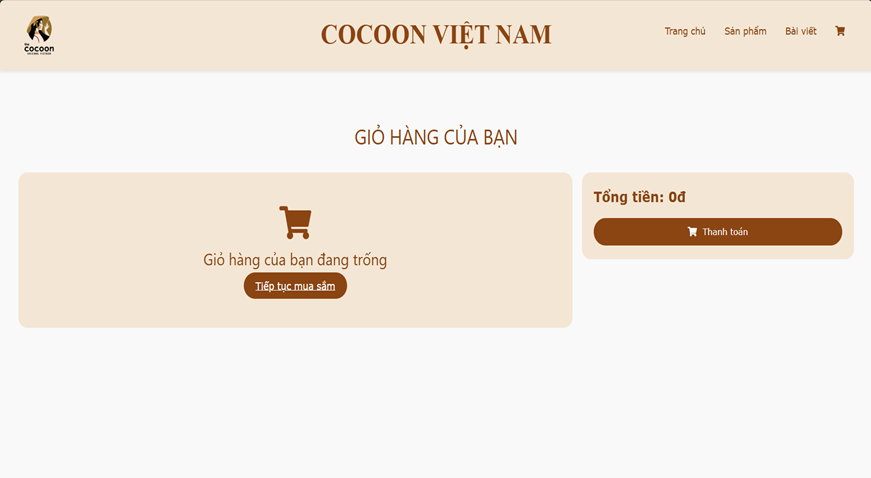 COCOON VIỆT NAM
Trang chủ Sản phẩm Bài viết
cocoon
GIỎ HÀNG CỦA BẠN
Giỏ hàng của bạn đang trống
Tiếp tục mua sắm
Tổng tiền: 0đ
Thanh toán